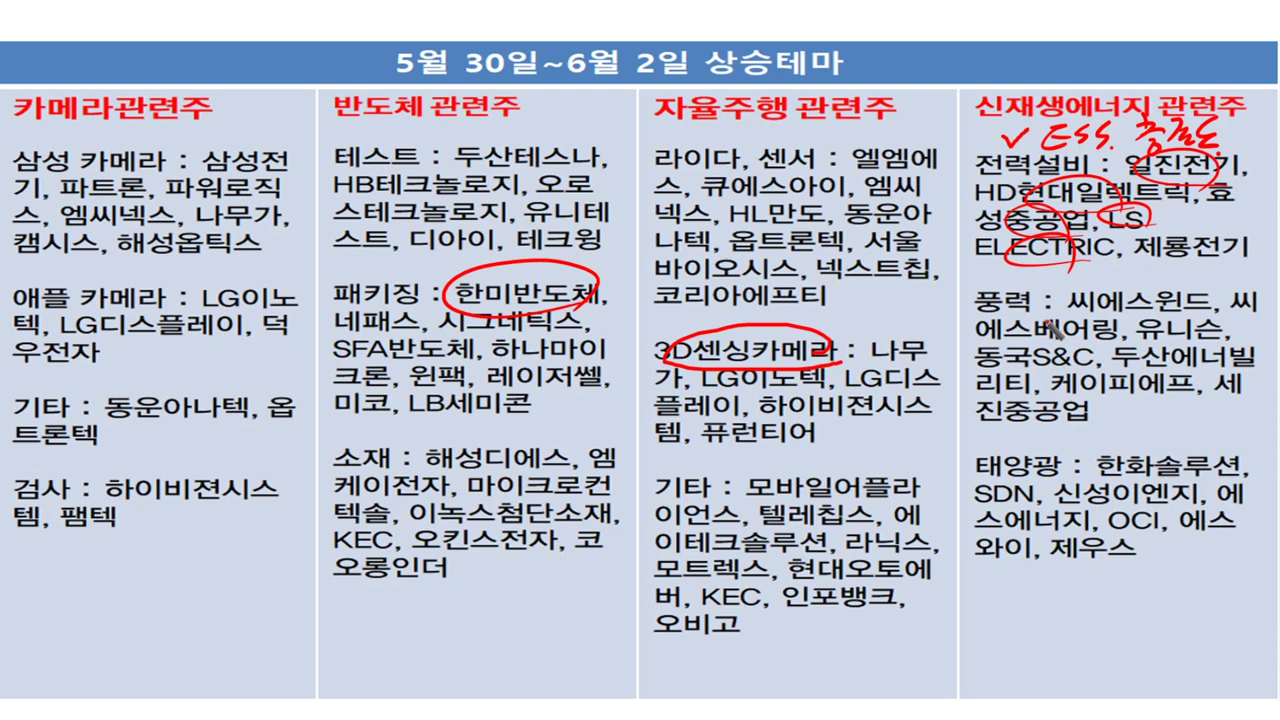 5월 30일~6월 2일 상승테마
카메라관련주
삼성 카메라 : 삼성전
기, 파트론, 파워로직
스, 엠씨넥스, 나무가,
캠시스, 해성옵틱스
애플 카메라 : LG이노
텍, LG디스플레이, 덕
우전자
기타 : 동운아나텍, 옵
트론텍
검사 : 하이비젼시스
템, 팸텍
반도체 관련주
테스트 : 두산테스나,
HB테크놀로지, 오로
스테크놀로지, 유니테
스트, 디아이, 테크윙
패키징 : 한미반도체,
네패스, 시그네틱스,
SFA반도체, 하나마이
크론, 윈팩, 레이저쎌,
미코, LB세미콘
소재 : 해성디에스, 엠
케이전자, 마이크로컨
텍솔, 이녹스첨단소재,
KEC, 오킨스전자, 코
오롱인더
자율주행 관련주
라이다, 센서 : 엘엠에
스, 큐에스아이, 엠씨
넥스, HL만도, 동운아
나텍, 옵트론텍, 서울
바이오시스, 넥스트칩,
코리아에프티
3D센싱카메라 : 나무
가, LG이노텍, LG디스
플레이, 하이비젼시스
템, 퓨런티어
기타 : 모바일어플라
이언스, 텔레칩스, 에
이테크솔루션, 라닉스,
모트렉스, 현대오토에
버, KEC, 인포뱅크,
오비고
신재생에너지 관련주
✓ ESS.
전력설비 : 일진전기,
HD현대일렉트릭, 효
성중공업, LS
ELECTRIC, 제룡전기
풍력 : 씨에스윈드, 씨
에스베어링, 유니슨,
동국S&C, 두산에너빌
리티, 케이피에프, 세
진중공업
태양광 : 한화솔루션,
SDN, 신성이엔지, 에
스에너지, OCI, 에스
와이, 제우스